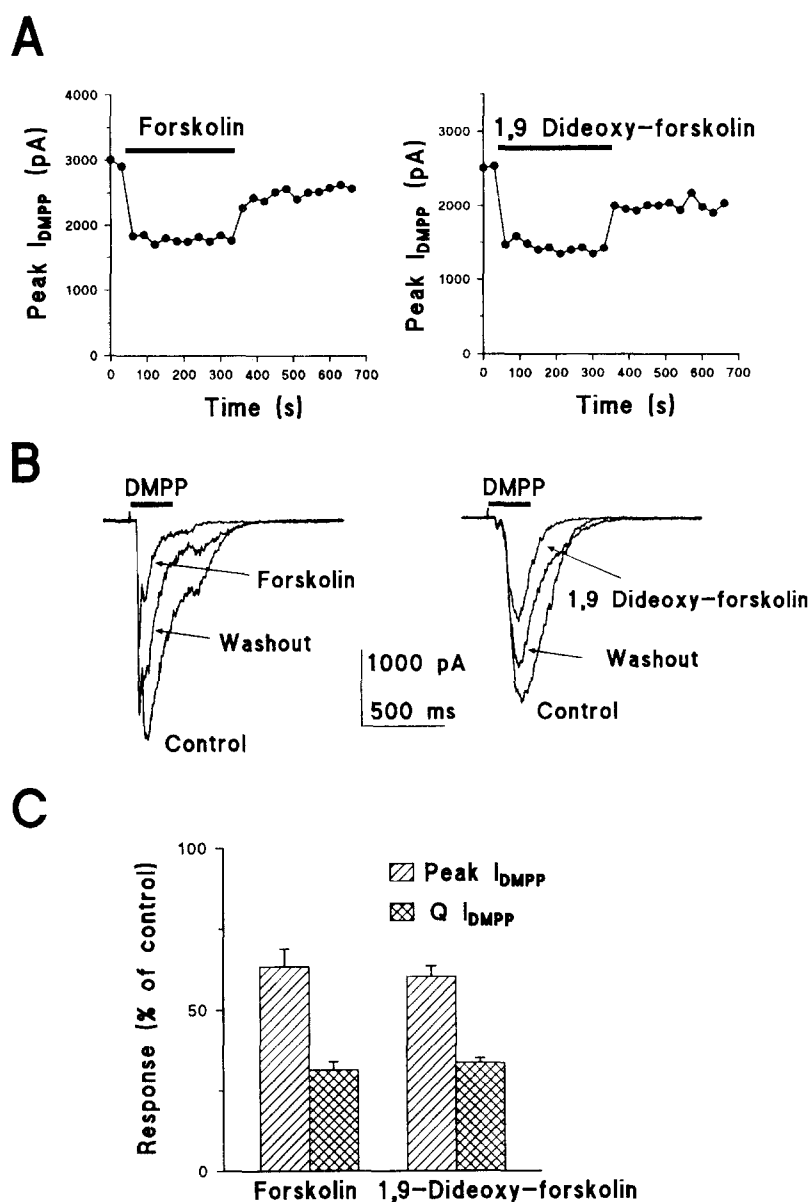 A
4000
3000
2000
1000
0
Peak I_DMPP (pA)
Forskolin
0 100 200 300 400 500 600 700
Time (s)
3000
2000
1000
0
Peak I_DMPP (pA)
1,9 Dideoxy-forskolin
0 100 200 300 400 500 600 700
Time (s)
B
DMPP
Forskolin
Washout
Control
1000 pA
500 ms
DMPP
1,9 Dideoxy-forskolin
Washout
Control
C
100
50
0
Response (% of control)
Peak I_DMPP
Q I_DMPP
Forskolin 1,9-Dideoxy-forskolin